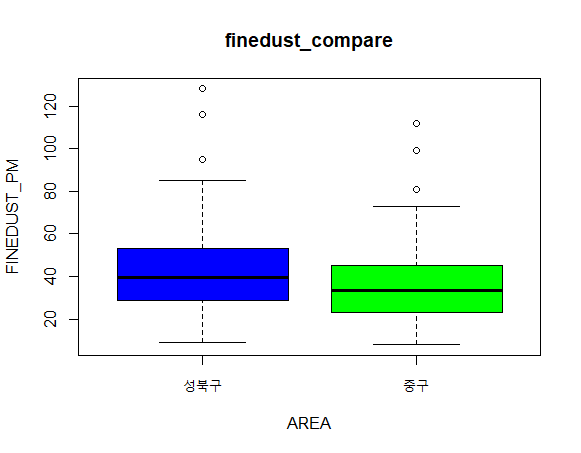 finedust_compare
FINEDUST_PM
120
100
80
60
40
20
성북구 중구
AREA